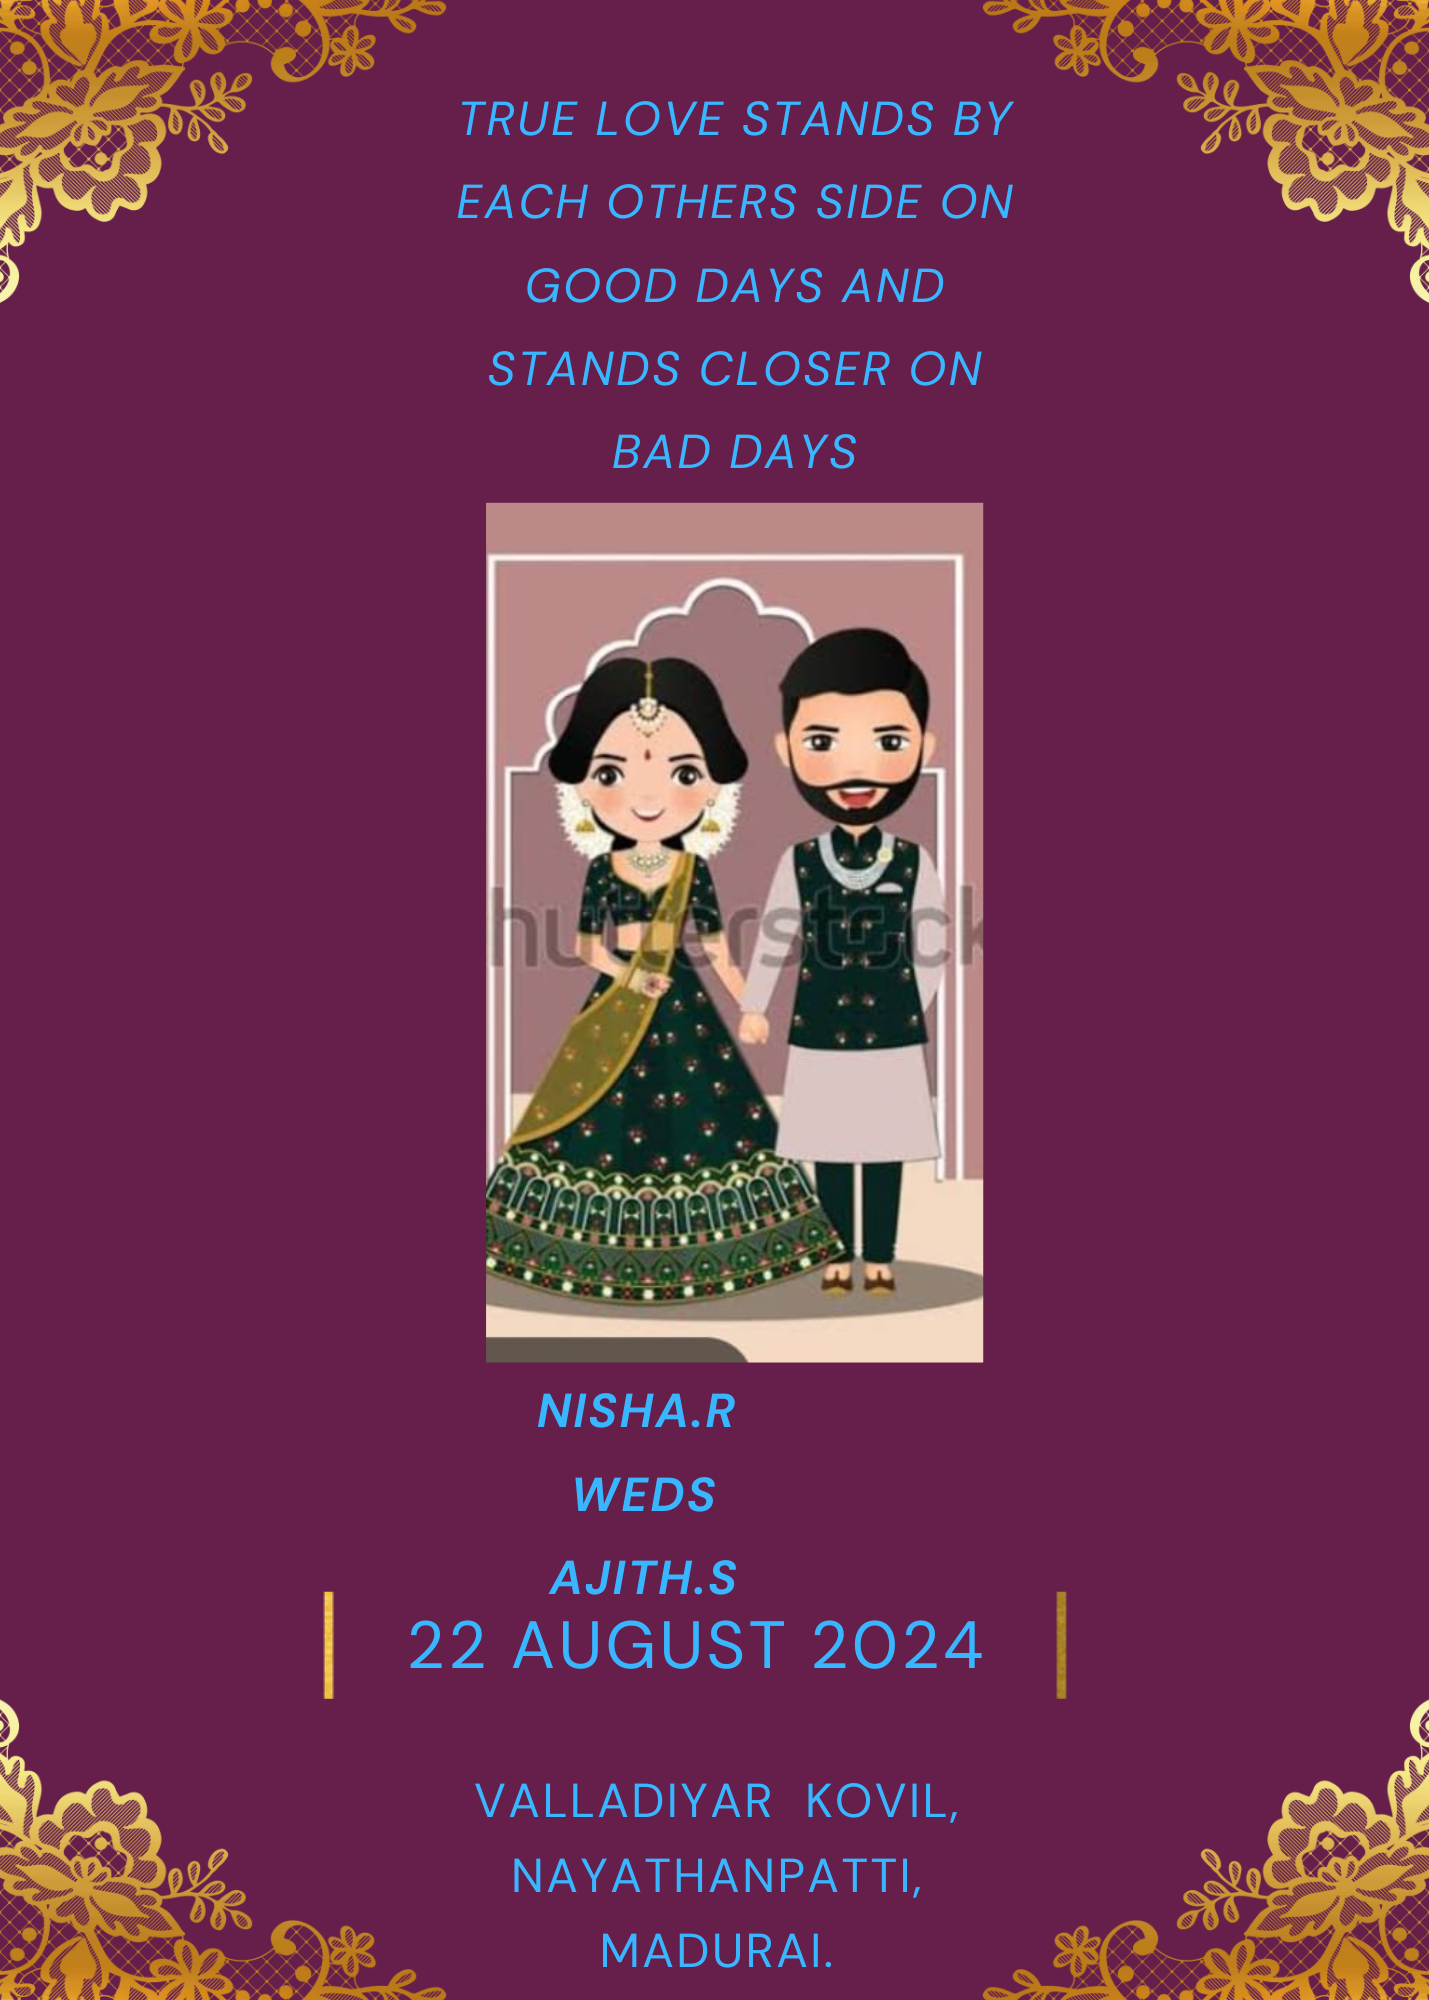 TRUE LOVE STANDS BY
EACH OTHERS SIDE ON
GOOD DAYS AND
STANDS CLOSER ON
BAD DAYS
hutterstock
NISHA.R
WEDS
AJITH.S
22 AUGUST 2024
VALLADIYAR KOVIL,
NAYATHANPATTI,
MADURAI.